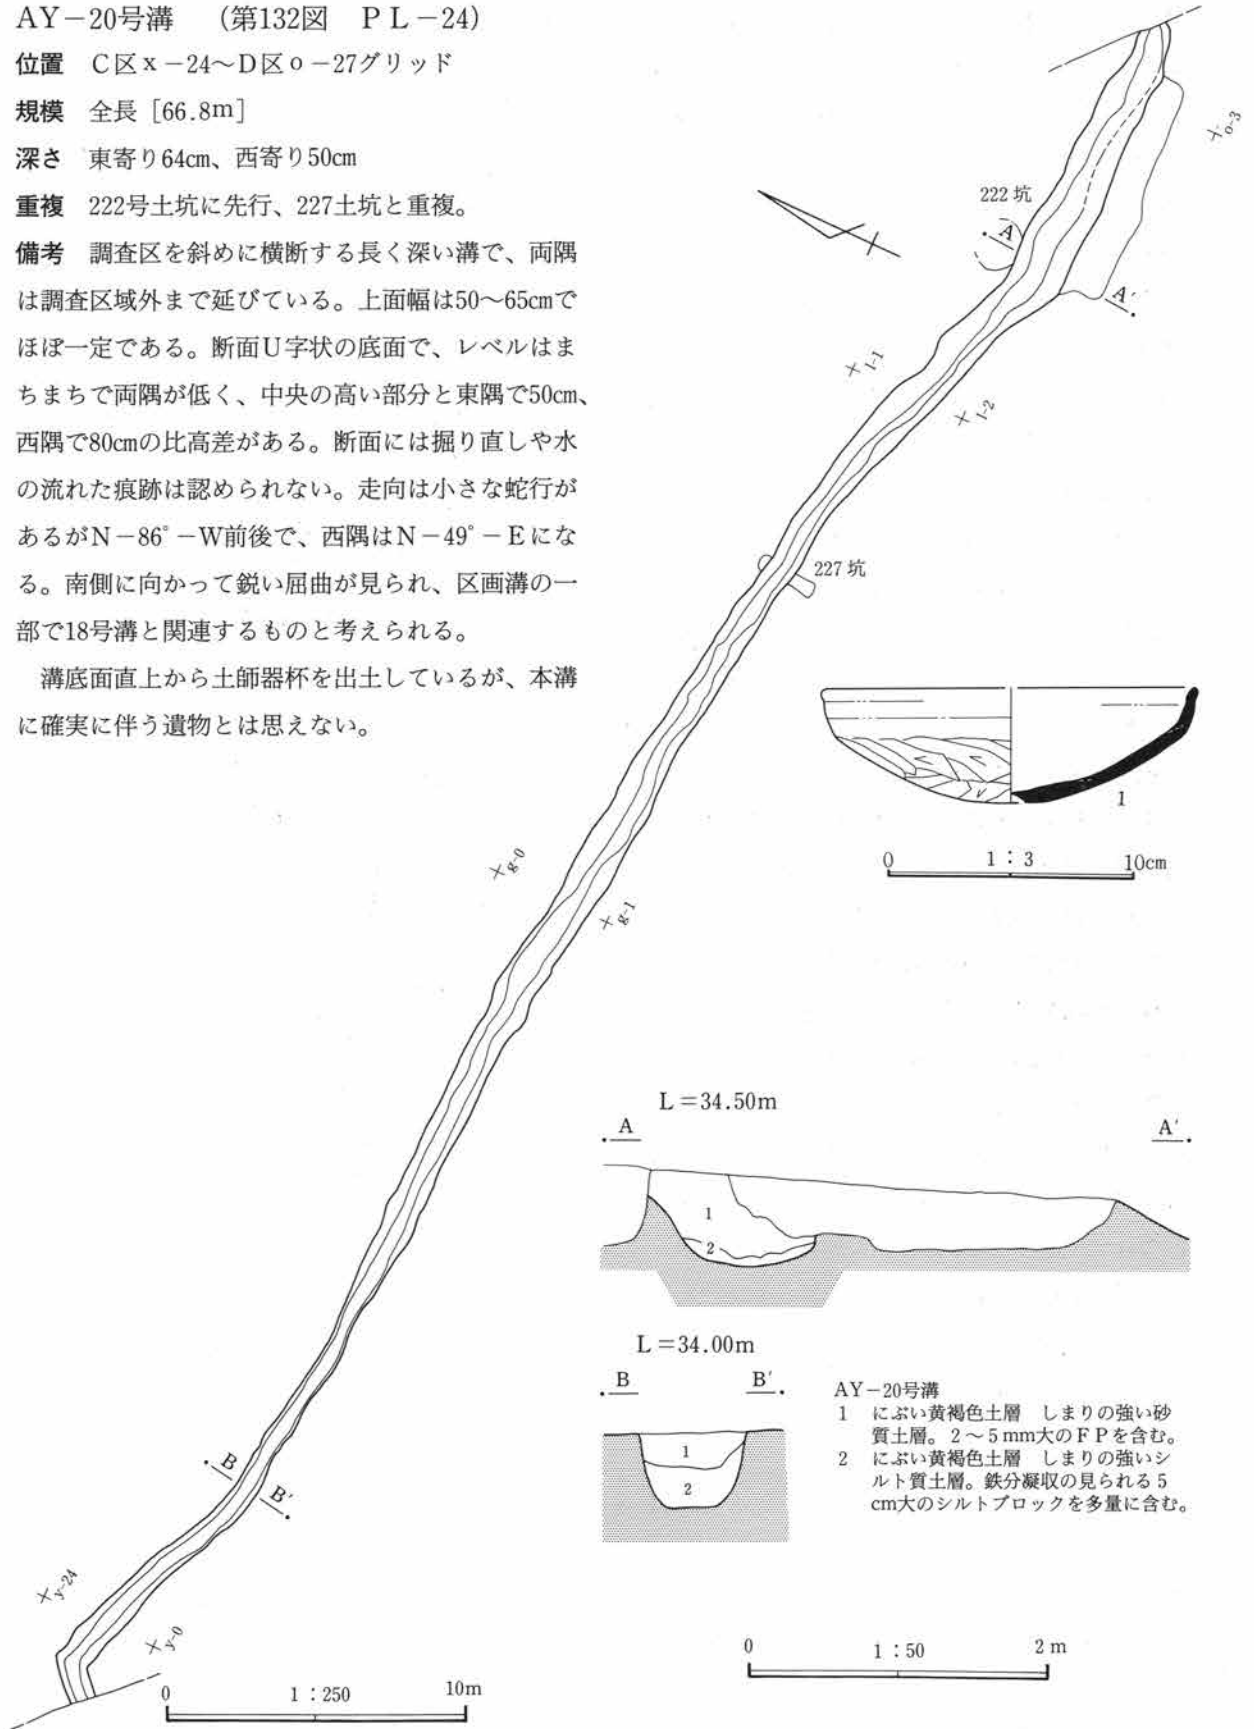 AY－20号溝　（第132図　ＰＬ－24）
位置　Ｃ区ｘ－24～Ｄ区ｏ－27グリッド
規模　全長［66.8m］
深さ　東寄り64cm、西寄り50cm
重複　222号土坑に先行、227土坑と重複。
備考　調査区を斜めに横断する長く深い溝で、両隅
は調査区域外まで延びている。上面幅は50～65cmで
ほぼ一定である。断面Ｕ字状の底面で、レベルはま
ちまちで両隅が低く、中央の高い部分と東隅で50cm、
西隅で80cmの比高差がある。断面には掘り直しや水
の流れた痕跡は認められない。走向は小さな蛇行が
あるがＮ－86°－Ｗ前後で、西隅はＮ－49°－Ｅにな
る。南側に向かって鋭い屈曲が見られ、区画溝の一
部で18号溝と関連するものと考えられる。
　溝底面直上から土師器杯を出土しているが、本溝
に確実に伴う遺物とは思えない。
o-3
222 坑
A
A′
l-1
l-2
227 坑
1
0　1：3　10cm
g-0
g-1
L＝34.50m
A　A′
1
2
L＝34.00m
B　B′
1
2
AY－20号溝
1　にぶい黄褐色土層　しまりの強い砂
質土層。２～５mm大のＦＰを含む。
2　にぶい黄褐色土層　しまりの強いシ
ルト質土層。鉄分凝収の見られる５
cm大のシルトブロックを多量に含む。
B
B′
y-24
y-0
0　1：250　10m
0　1：50　2 m